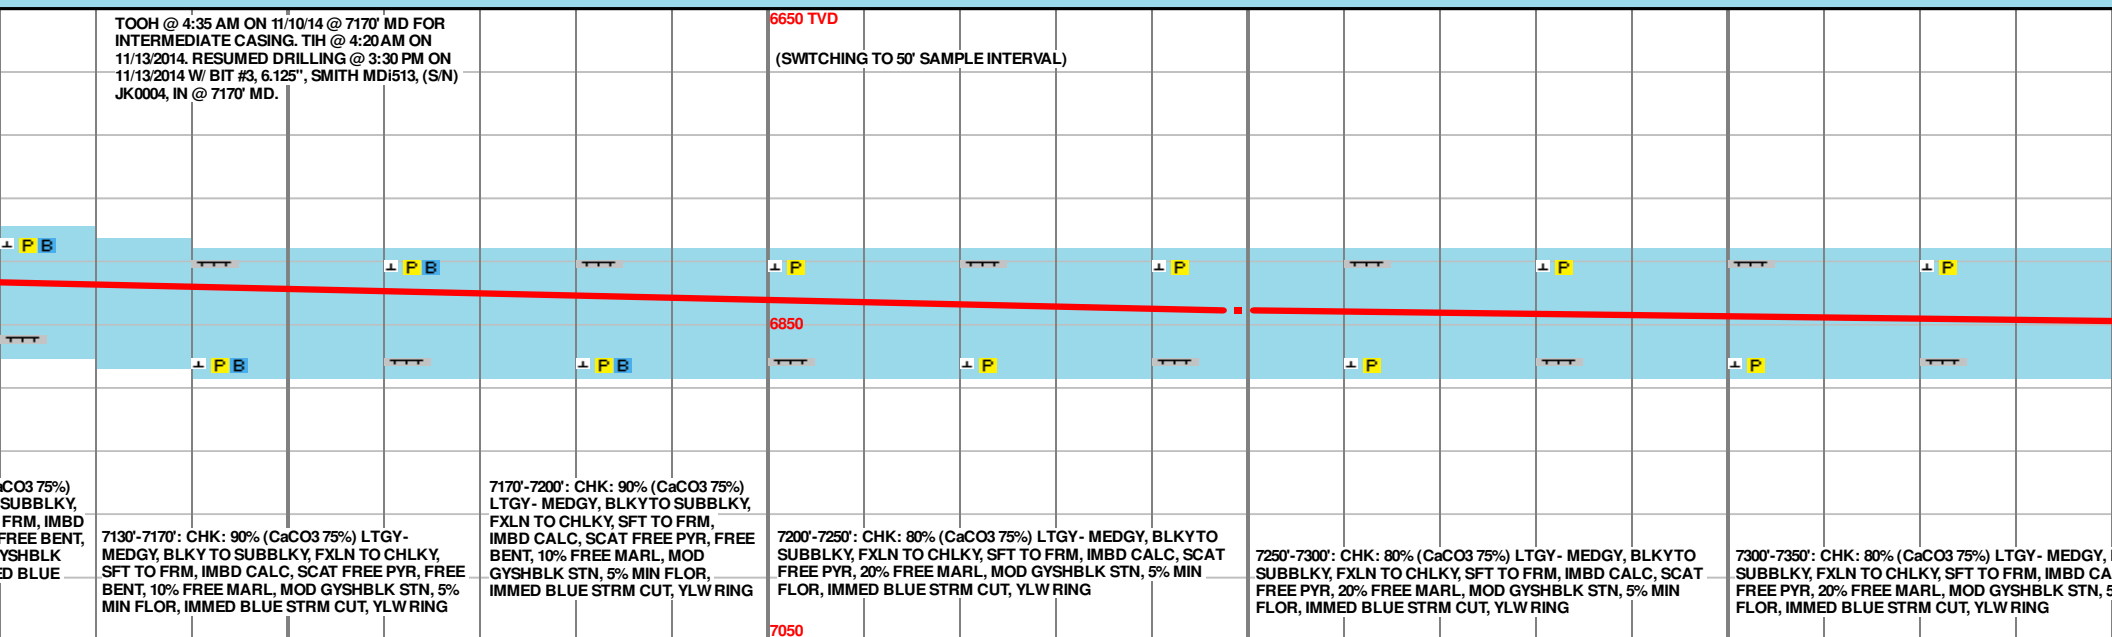 TOOH @ 4:35 AM ON 11/10/14 @ 7170' MD FOR
INTERMEDIATE CASING. TIH @ 4:20 AM ON
11/13/2014. RESUMED DRILLING @ 3:30 PM ON
11/13/2014 W/ BIT #3, 6.125", SMITH MDi513, (S/N)
JK0004, IN @ 7170' MD.
6650 TVD
(SWITCHING TO 50' SAMPLE INTERVAL)
P B
P B
P
P
P
P
6850
P B
P B
P
P
P
CO3 75%)
SUBBLKY,
FRM, IMBD
FREE BENT,
YSHBLK
ED BLUE
7130'-7170': CHK: 90% (CaCO3 75%) LTGY-
MEDGY, BLKY TO SUBBLKY, FXLN TO CHLKY,
SFT TO FRM, IMBD CALC, SCAT FREE PYR, FREE
BENT, 10% FREE MARL, MOD GYSHBLK STN, 5%
MIN FLOR, IMMED BLUE STRM CUT, YLW RING
7170'-7200': CHK: 90% (CaCO3 75%)
LTGY- MEDGY, BLKY TO SUBBLKY,
FXLN TO CHLKY, SFT TO FRM,
IMBD CALC, SCAT FREE PYR, FREE
BENT, 10% FREE MARL, MOD
GYSHBLK STN, 5% MIN FLOR,
IMMED BLUE STRM CUT, YLW RING
7200'-7250': CHK: 80% (CaCO3 75%) LTGY- MEDGY, BLKY TO
SUBBLKY, FXLN TO CHLKY, SFT TO FRM, IMBD CALC, SCAT
FREE PYR, 20% FREE MARL, MOD GYSHBLK STN, 5% MIN
FLOR, IMMED BLUE STRM CUT, YLW RING
7250'-7300': CHK: 80% (CaCO3 75%) LTGY- MEDGY, BLKY TO
SUBBLKY, FXLN TO CHLKY, SFT TO FRM, IMBD CALC, SCAT
FREE PYR, 20% FREE MARL, MOD GYSHBLK STN, 5% MIN
FLOR, IMMED BLUE STRM CUT, YLW RING
7300'-7350': CHK: 80% (CaCO3 75%) LTGY- MEDGY,
SUBBLKY, FXLN TO CHLKY, SFT TO FRM, IMBD CA
FREE PYR, 20% FREE MARL, MOD GYSHBLK STN, 5
FLOR, IMMED BLUE STRM CUT, YLW RING
7050